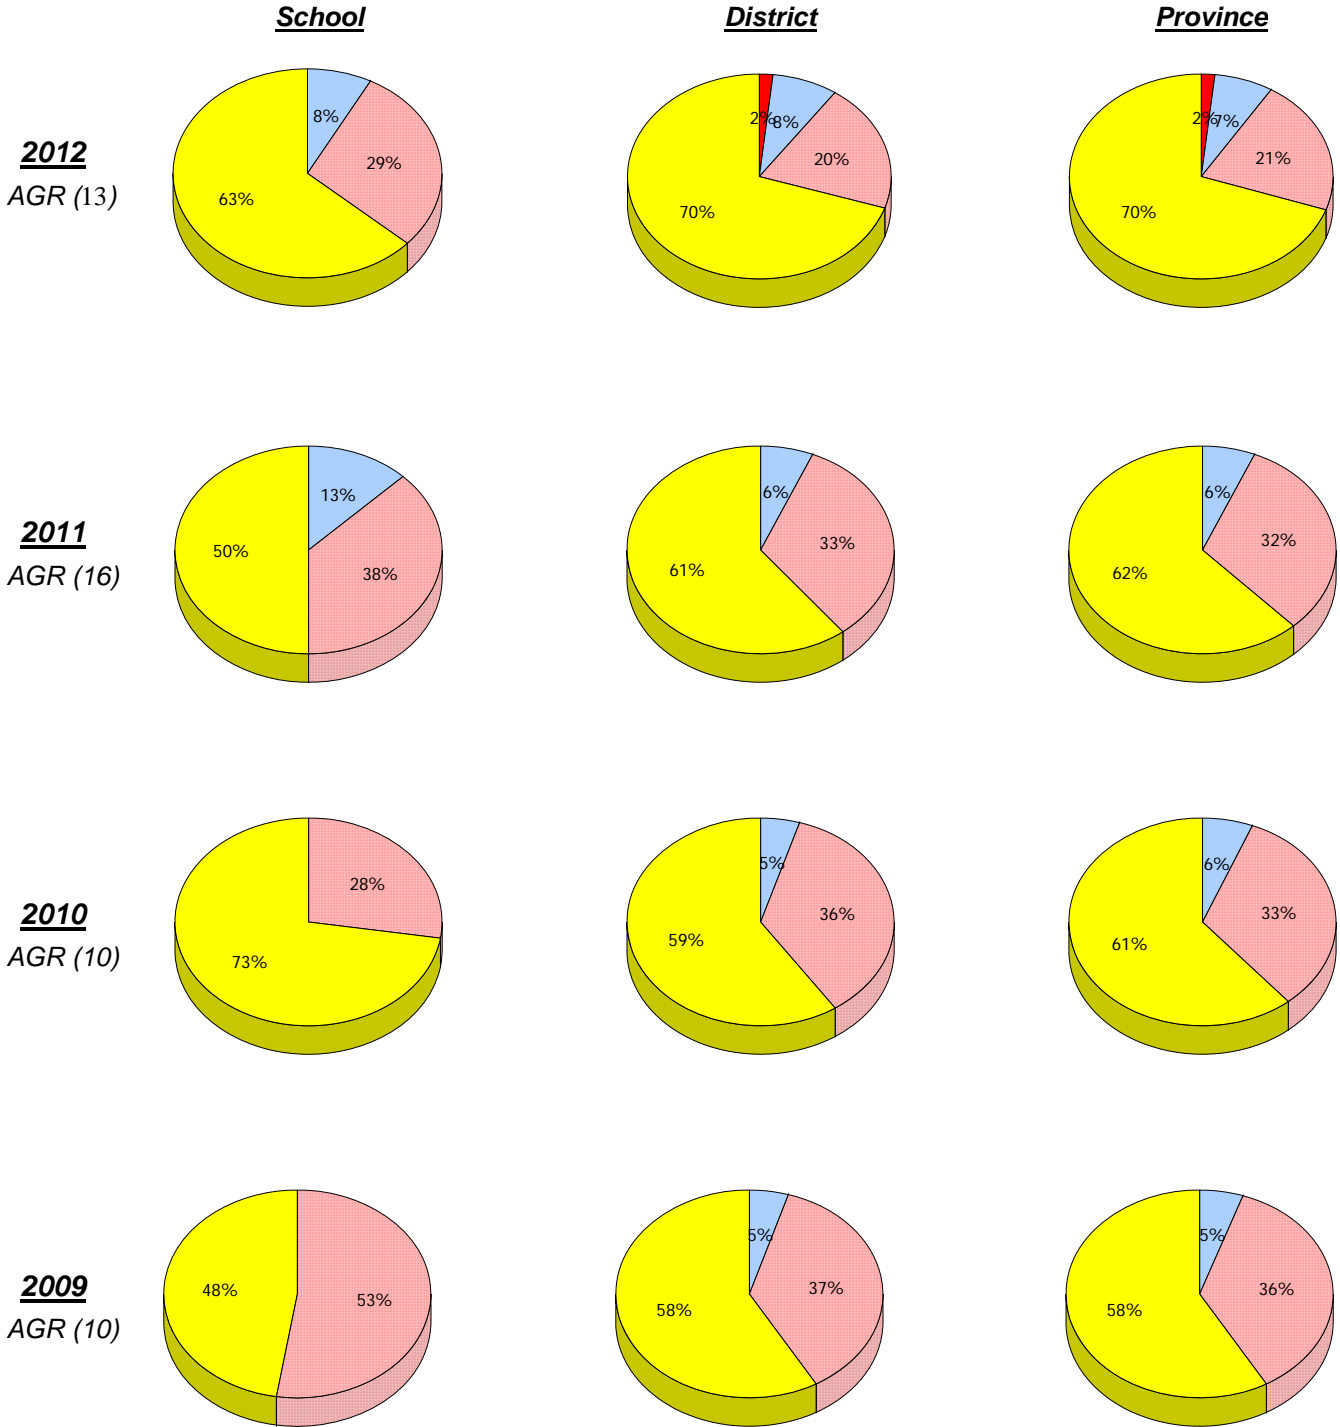 School District Province
8% 2% 8% 2% 7%
2012 29% 20% 21%
AGR (13) 63% 70% 70%
13% 6% 6%
2011 50% 33% 32%
AGR (16) 38% 61% 62%
28% 5% 6%
2010 36% 33%
AGR (10) 73% 59% 61%
5% 5%
2009 48% 53% 37% 36%
AGR (10) 58% 58%